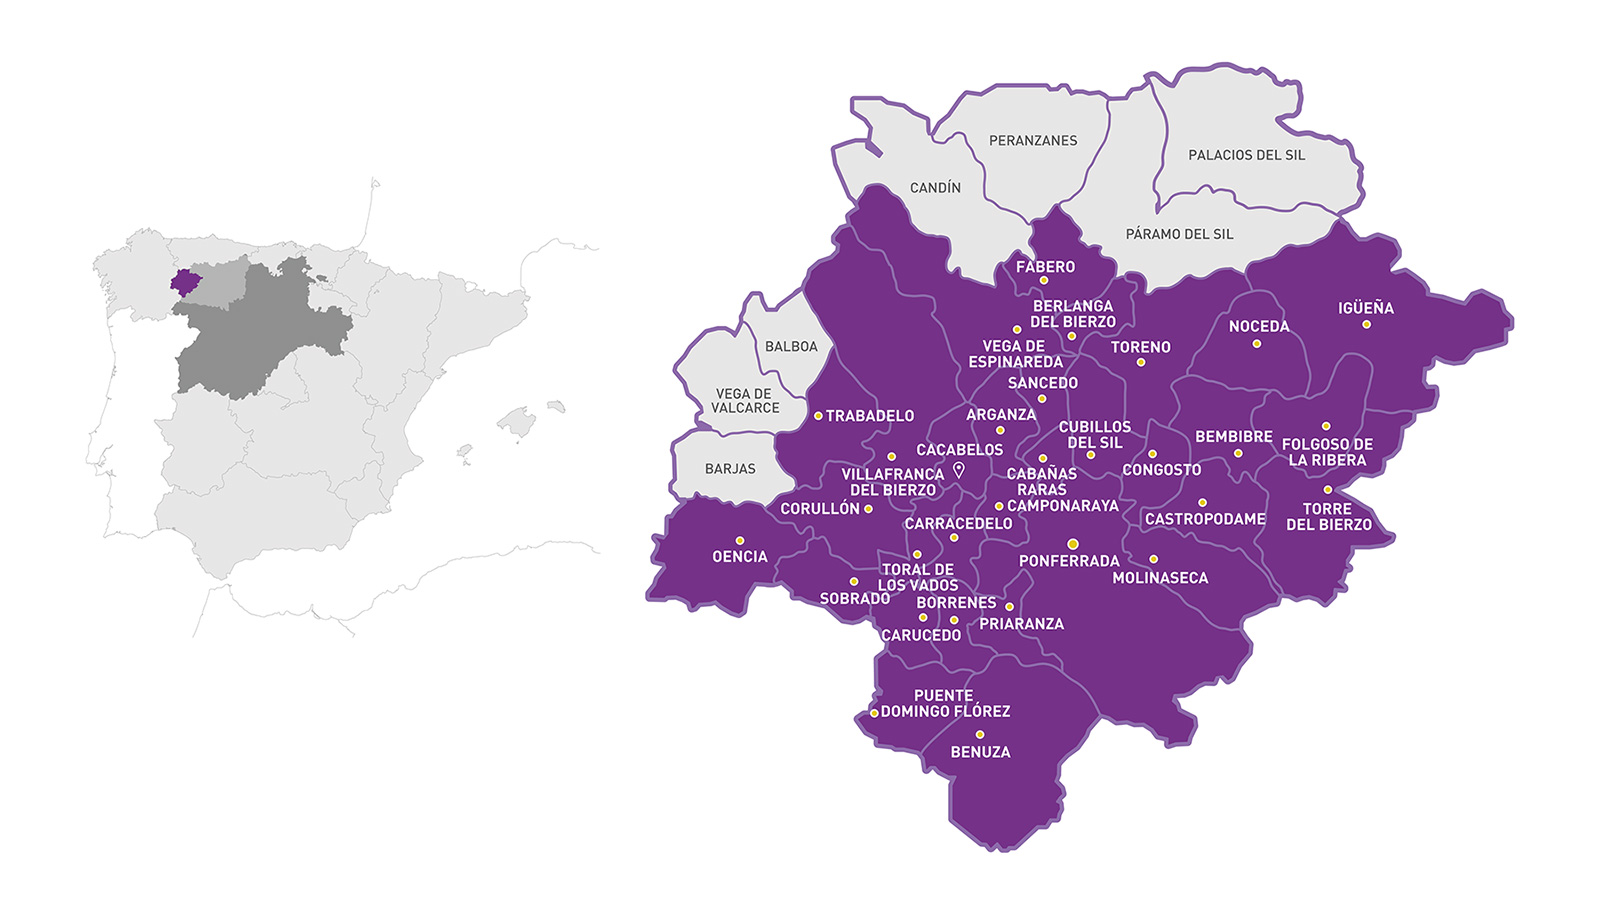 PERANZANES
PALACIOS DEL SIL
CANDÍN
PÁRAMO DEL SIL
FABERO
BERLANGA
DEL BIERZO
IGÜEÑA
NOCEDA
BALBOA
VEGA DE
ESPINAREDA
TORENO
SANCEDO
VEGA DE
VALCARCE
TRABADELO
ARGANZA
CUBILLOS
DEL SIL
BEMBIBRE
FOLGOSO DE
LA RIBERA
CACABELOS
BARJAS
VILLAFRANCA
DEL BIERZO
CABAÑAS
RARAS
CONGOSTO
CORULLÓN
CAMPONARAYA
CASTROPODAME
TORRE
DEL BIERZO
CARRACEDELO
OENCIA
PONFERRADA
TORAL DE
LOS VADOS
MOLINASECA
SOBRADO
BORRENES
PRIARANZA
CARUCEDO
PUENTE
DOMINGO FLÓREZ
BENUZA